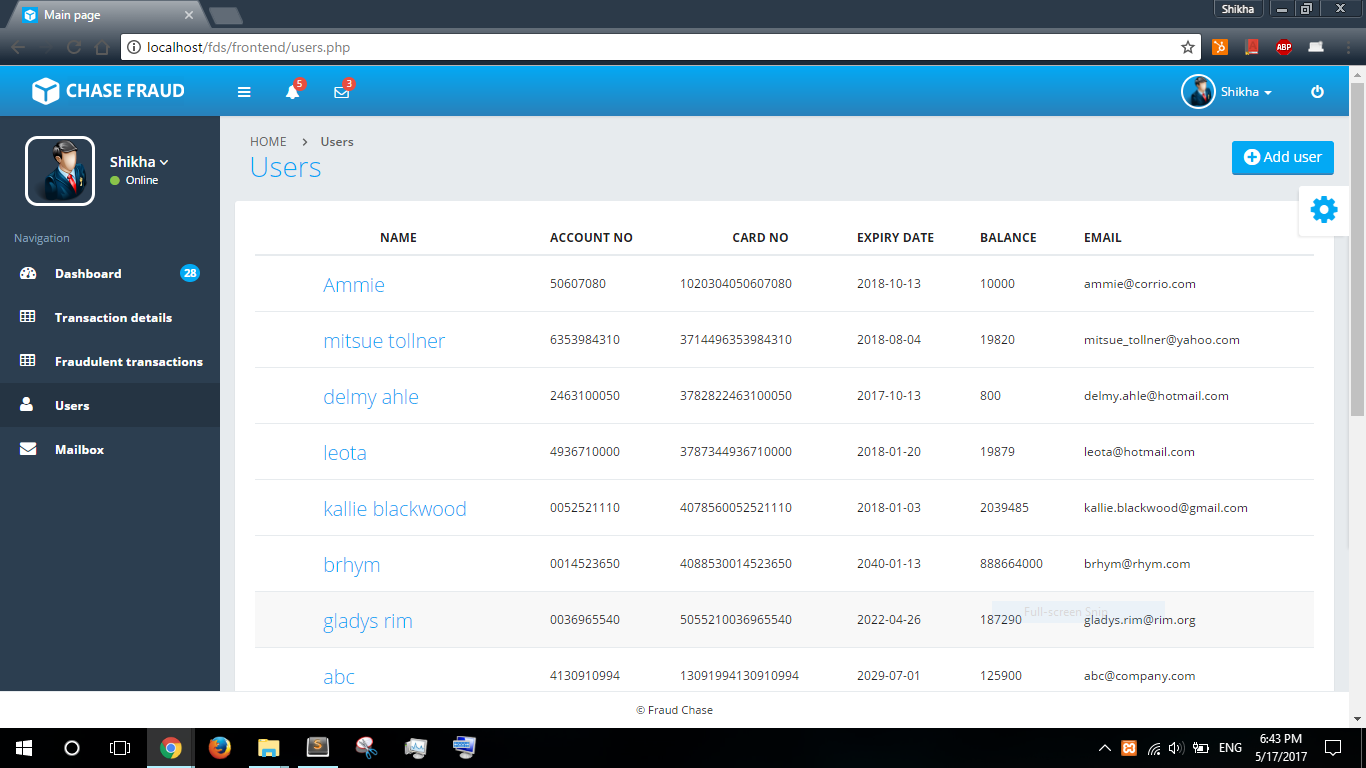 Main page
Shikha
localhost/fds/frontend/users.php
ABP
CHASE FRAUD
5
3
Shikha
Shikha
Online
HOME > Users
Users
Add user
Navigation
Dashboard 28
Transaction details
Fraudulent transactions
Users
Mailbox
NAME ACCOUNT NO CARD NO EXPIRY DATE BALANCE EMAIL
Ammie 50607080 1020304050607080 2018-10-13 10000 ammie@corrio.com
mitsue tollner 6353984310 3714496353984310 2018-08-04 19820 mitsue_tollner@yahoo.com
delmy ahle 2463100050 3782822463100050 2017-10-13 800 delmy.ahle@hotmail.com
leota 4936710000 3787344936710000 2018-01-20 19879 leota@hotmail.com
kallie blackwood 0052521110 4078560052521110 2018-01-03 2039485 kallie.blackwood@gmail.com
brhym 0014523650 4088530014523650 2040-01-13 888664000 brhym@rhym.com
Full-screen Snip
gladys rim 0036965540 5055210036965540 2022-04-26 187290 gladys.rim@rim.org
abc 4130910994 13091994130910994 2029-07-01 125900 abc@company.com
© Fraud Chase
ENG
6:43 PM
5/17/2017